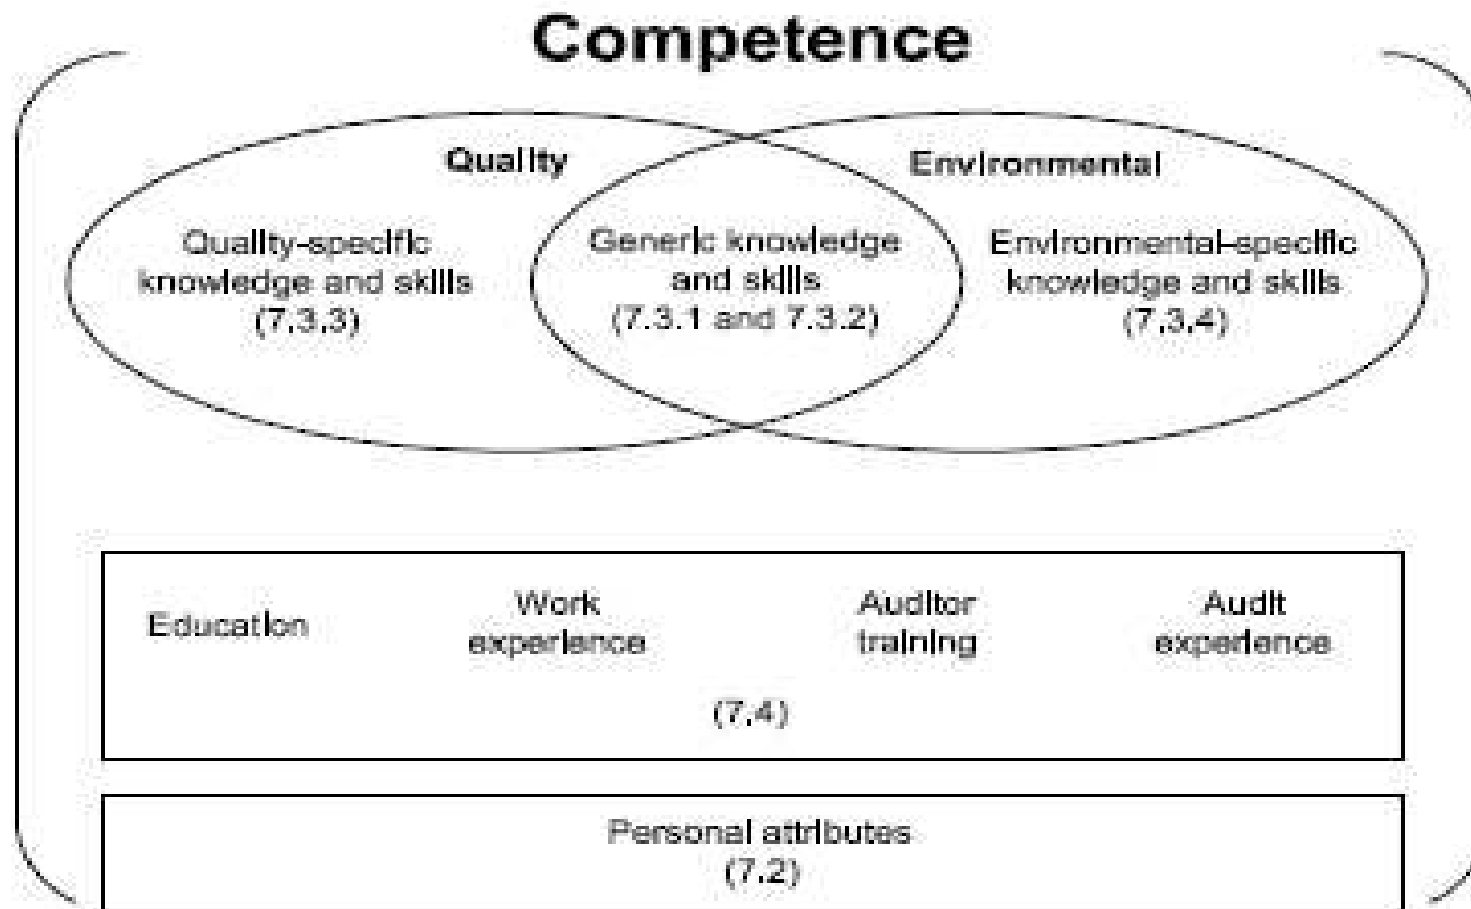 Competence
Quality
Environmental
Quality-specific
knowledge and skills
(7.3.3)
Generic knowledge
and skills
(7.3.1 and 7.3.2)
Environmental-specific
knowledge and skills
(7.3.4)
Education
Work
experience
Auditor
training
Audit
experience
(7.4)
Personal attributes
(7.2)